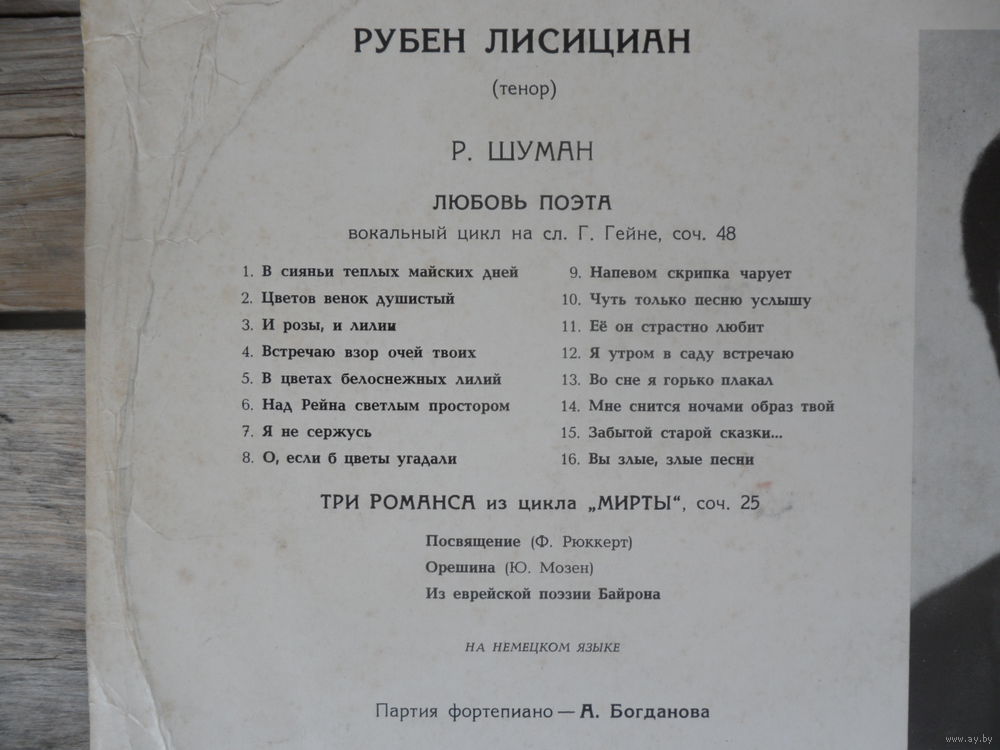 РУБЕН ЛИСИЦИАН
(тенор)
Р. ШУМАН
ЛЮБОВЬ ПОЭТА
вокальный цикл на сл. Г. Гейне, соч. 48
1. В сияньи теплых майских дней
2. Цветов венок душистый
3. И розы, и лилии
4. Встречаю взор очей твоих
5. В цветах белоснежных лилий
6. Над Рейна светлым простором
7. Я не сержусь
8. О, если б цветы угадали
9. Напевом скрипка чарует
10. Чуть только песню услышу
11. Её он страстно любит
12. Я утром в саду встречаю
13. Во сне я горько плакал
14. Мне снится ночами образ твой
15. Забытой старой сказки...
16. Вы злые, злые песни
ТРИ РОМАНСА из цикла „МИРТЫ“, соч. 25
Посвящение (Ф. Рюккерт)
Орешина (Ю. Мозен)
Из еврейской поэзии Байрона
НА НЕМЕЦКОМ ЯЗЫКЕ
Партия фортепиано — А. Богданова
www.ay.by